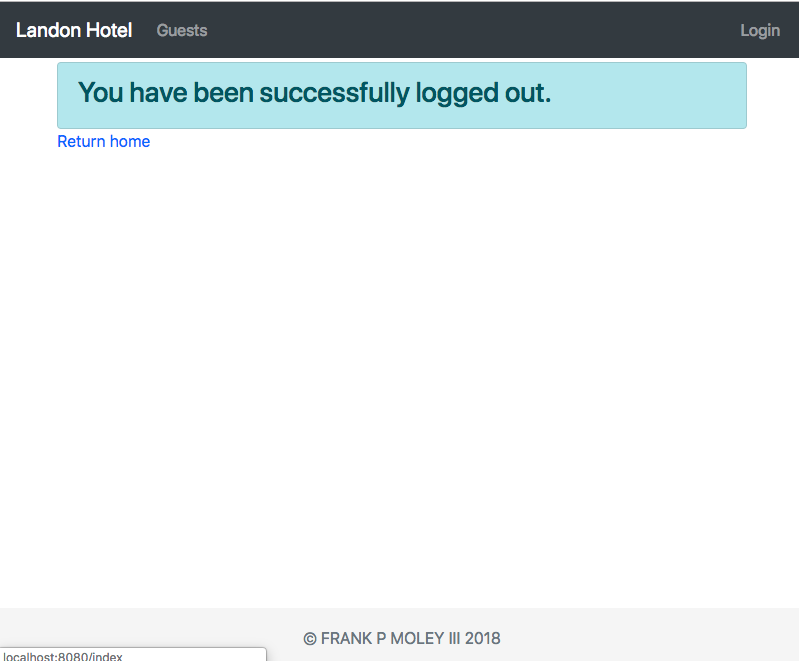 Landon Hotel Guests Login
You have been successfully logged out.
Return home
© FRANK P MOLEY III 2018
localhost:8080/index